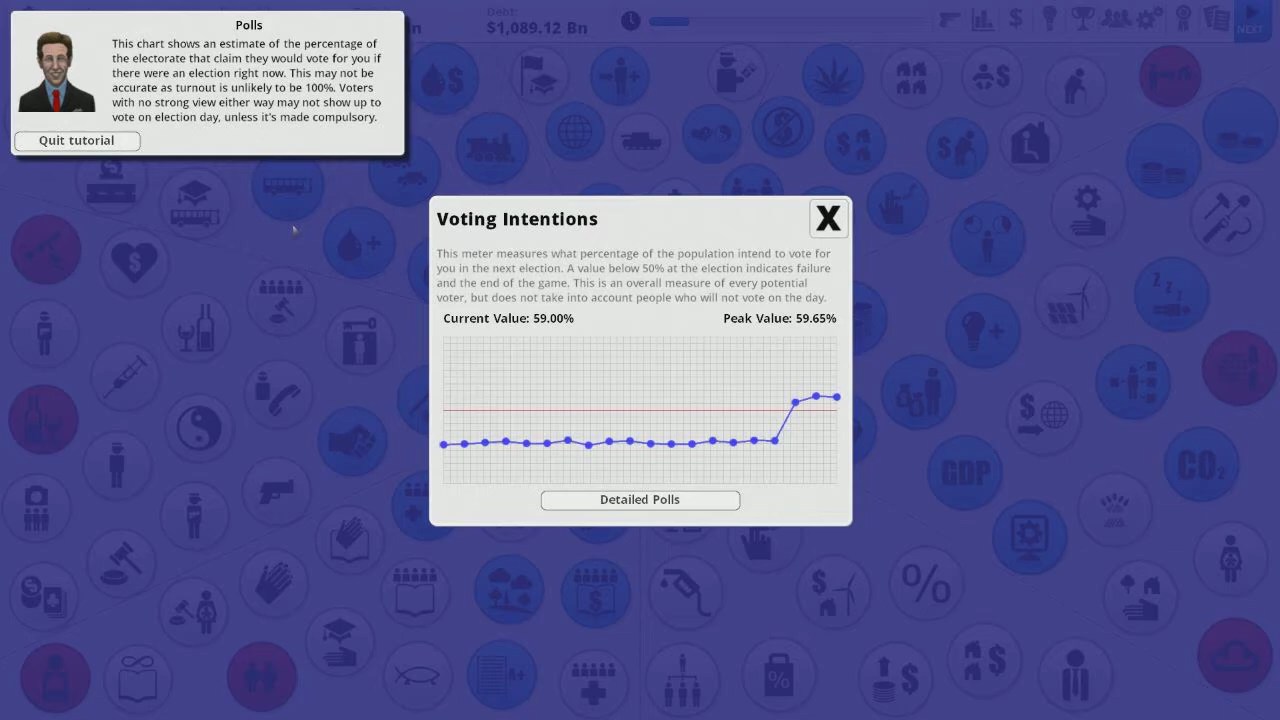 Polls
This chart shows an estimate of the percentage of
the electorate that claim they would vote for you if
there were an election right now. This may not be
accurate as turnout is unlikely to be 100%. Voters
with no strong view either way may not show up to
vote on election day, unless it's made compulsory.
Quit tutorial
Bn
Debt:
$1,089.12 Bn
NEXT
Voting Intentions
X
This meter measures what percentage of the population intend to vote for
you in the next election. A value below 50% at the election indicates failure
and the end of the game. This is an overall measure of every potential
voter, but does not take into account people who will not vote on the day.
Current Value: 59.00%
Peak Value: 59.65%
Detailed Polls
GDP
CO₂